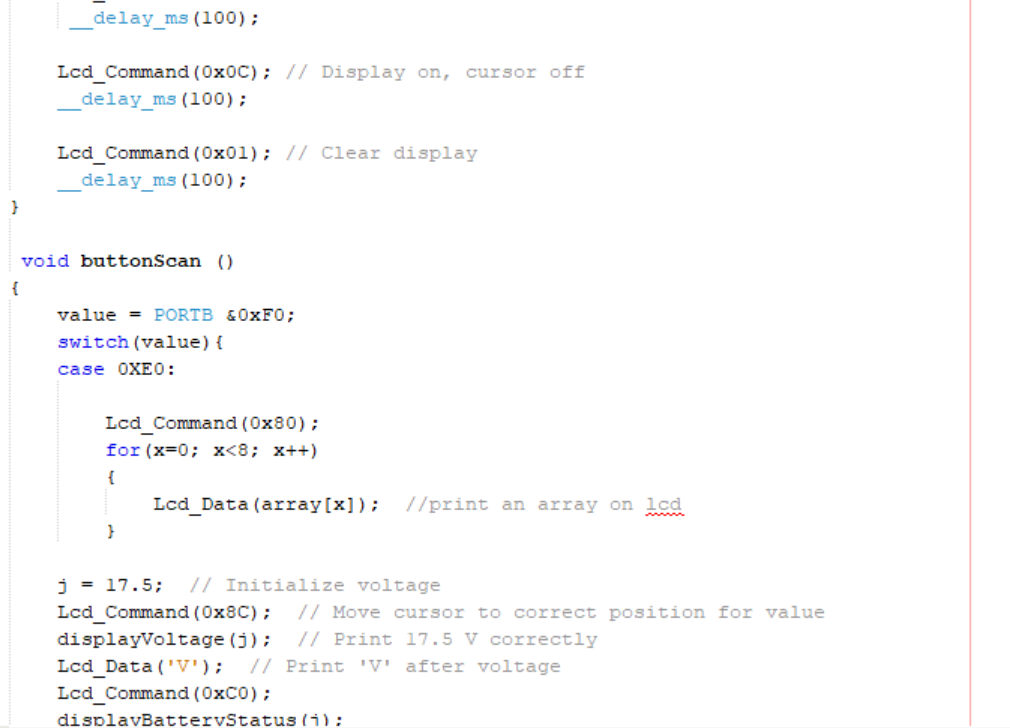 __delay_ms(100);
Lcd_Command(0x0C); // Display on, cursor off
__delay_ms(100);
Lcd_Command(0x01); // Clear display
__delay_ms(100);
}
void buttonScan ()
{
value = PORTB &0xF0;
switch(value){
case 0XE0:
Lcd_Command(0x80);
for(x=0; x<8; x++)
{
Lcd_Data(array[x]); //print an array on lcd
}
j = 17.5; // Initialize voltage
Lcd_Command(0x8C); // Move cursor to correct position for value
displayVoltage(j); // Print 17.5 V correctly
Lcd_Data('V'); // Print 'V' after voltage
Lcd_Command(0xC0);
displayBatteryStatus(j);